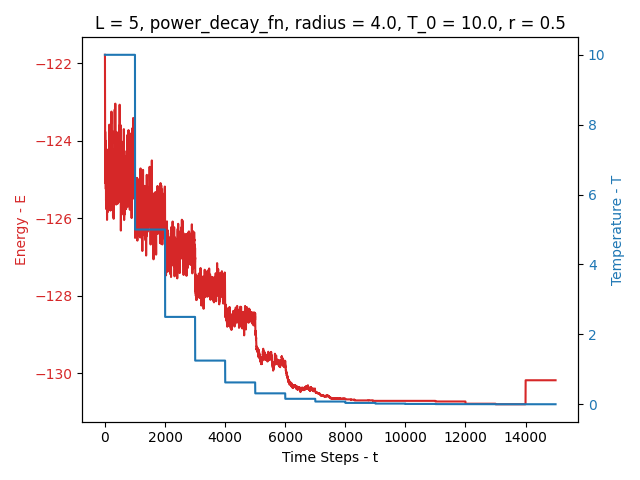 L = 5, power_decay_fn, radius = 4.0, T_0 = 10.0, r = 0.5
−122
−124
−126
−128
−130
Energy - E
10
8
6
4
2
0
Temperature - T
0 2000 4000 6000 8000 10000 12000 14000
Time Steps - t